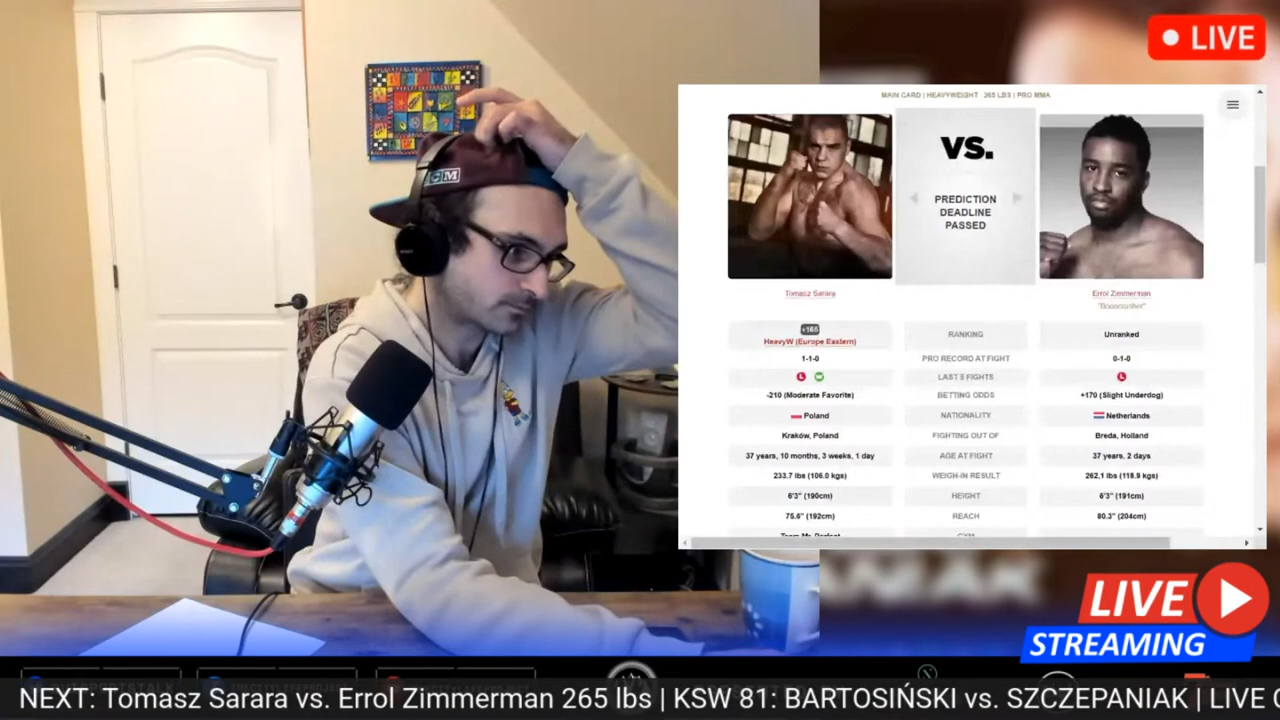 LIVE
MAIN CARD | HEAVYWEIGHT 265 LBS | PRO MMA
VS.
PREDICTION
DEADLINE
PASSED
Tomasz Sarara
Errol Zimmerman
"Bonecrusher"
+165
HeavyW (Europe Eastern) RANKING Unranked
1-1-0 PRO RECORD AT FIGHT 0-1-0
L W LAST 5 FIGHTS L
-210 (Moderate Favorite) BETTING ODDS +170 (Slight Underdog)
Poland NATIONALITY Netherlands
Kraków, Poland FIGHTING OUT OF Breda, Holland
37 years, 10 months, 3 weeks, 1 day AGE AT FIGHT 37 years, 2 days
233.7 lbs (106.0 kgs) WEIGH-IN RESULT 262.1 lbs (118.9 kgs)
6'3" (190cm) HEIGHT 6'3" (191cm)
75.6" (192cm) REACH 80.3" (204cm)
LIVE
STREAMING
NEXT: Tomasz Sarara vs. Errol Zimmerman 265 lbs | KSW 81: BARTOSIŃSKI vs. SZCZEPANIAK | LIVE